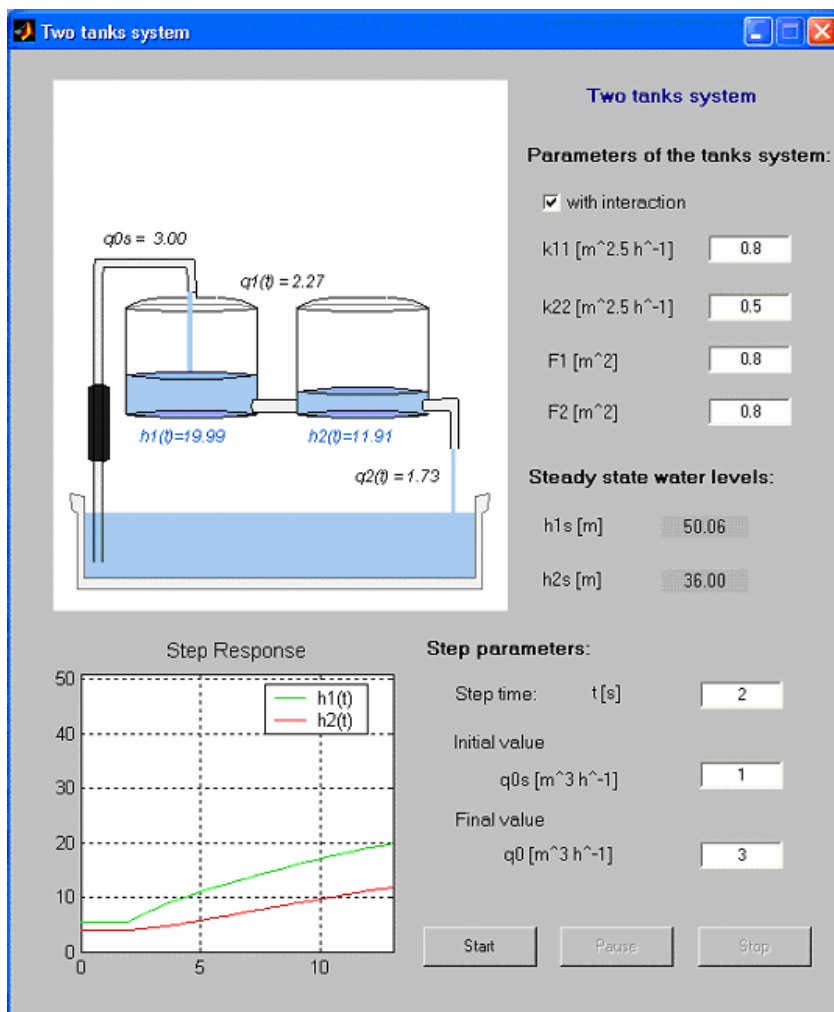 Two tanks system
Two tanks system
Parameters of the tanks system:
with interaction
k11 [m^2.5 h^-1] 0.8
k22 [m^2.5 h^-1] 0.5
F1 [m^2] 0.8
F2 [m^2] 0.8
q0s = 3.00
q1(t) = 2.27
h1(t)=19.99
h2(t)=11.91
q2(t) = 1.73
Steady state water levels:
h1s [m] 50.06
h2s [m] 36.00
Step Response
50
40
30
20
10
0
0 5 10
h1(t)
h2(t)
Step parameters:
Step time: t[s] 2
Initial value
q0s [m^3 h^-1] 1
Final value
q0 [m^3 h^-1] 3
Start Pause Stop